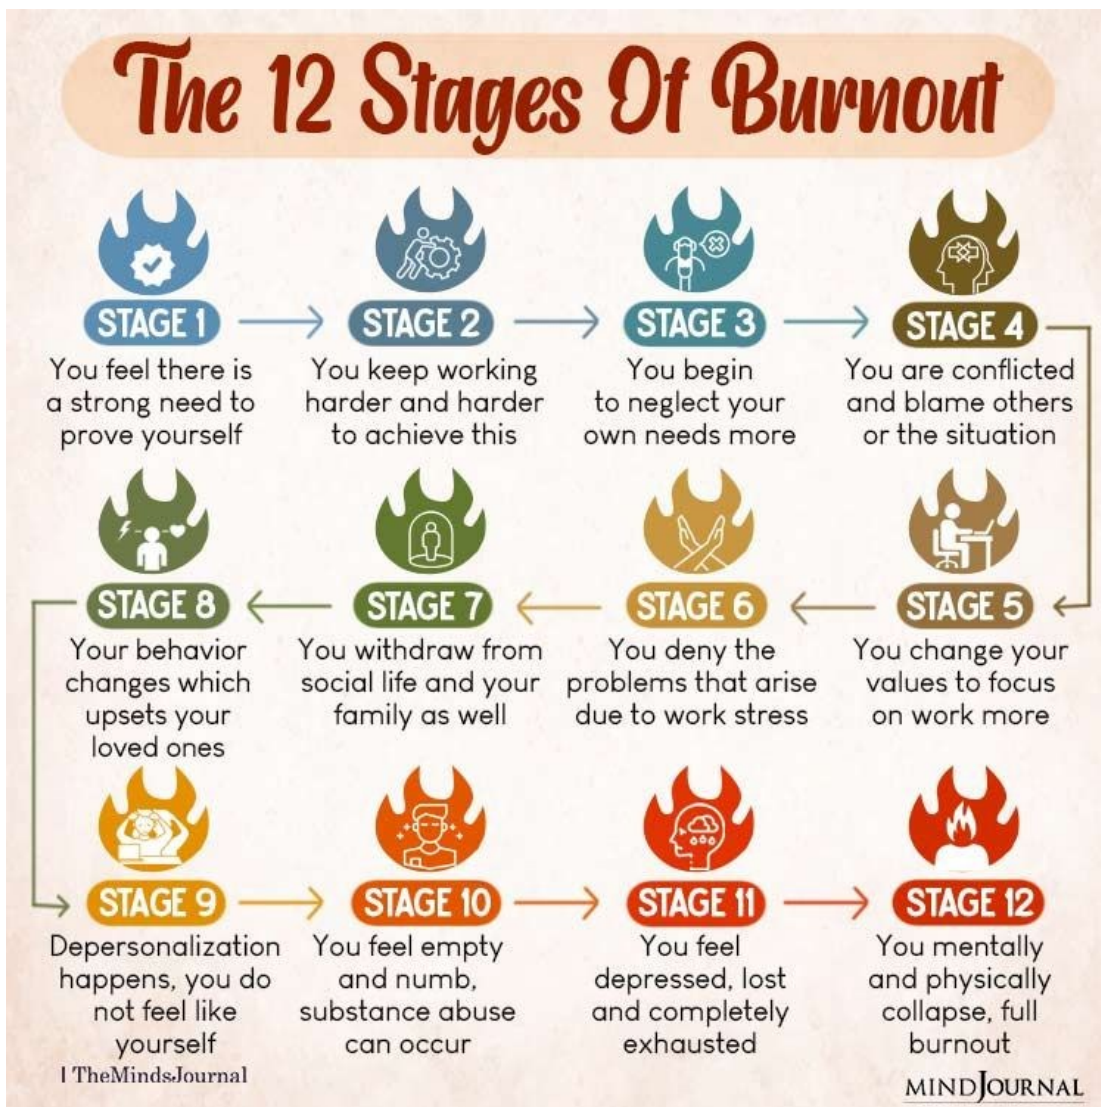 The 12 Stages Of Burnout
STAGE 1
You feel there is
a strong need to
prove yourself
STAGE 2
You keep working
harder and harder
to achieve this
STAGE 3
You begin
to neglect your
own needs more
STAGE 4
You are conflicted
and blame others
or the situation
STAGE 5
You change your
values to focus
on work more
STAGE 6
You deny the
problems that arise
due to work stress
STAGE 7
You withdraw from
social life and your
family as well
STAGE 8
Your behavior
changes which
upsets your
loved ones
STAGE 9
Depersonalization
happens, you do
not feel like
yourself
STAGE 10
You feel empty
and numb,
substance abuse
can occur
STAGE 11
You feel
depressed, lost
and completely
exhausted
STAGE 12
You mentally
and physically
collapse, full
burnout
| TheMindsJournal
MINDJOURNAL